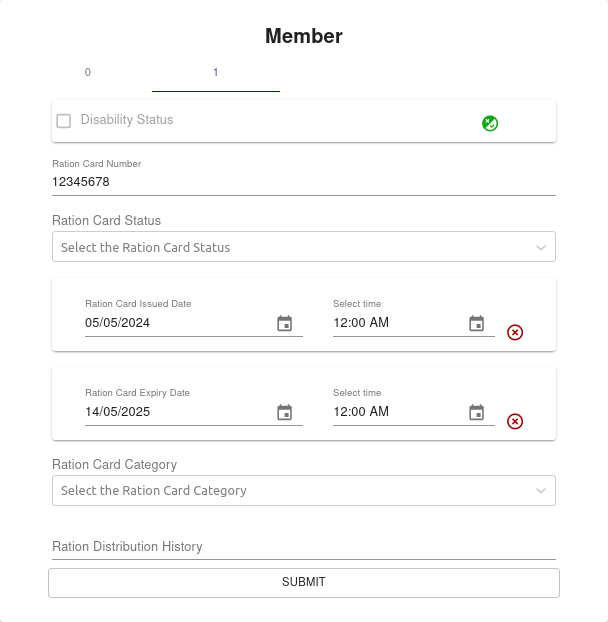 Member
0 1
Disability Status
Ration Card Number
12345678
Ration Card Status
Select the Ration Card Status
Ration Card Issued Date Select time
05/05/2024 12:00 AM
Ration Card Expiry Date Select time
14/05/2025 12:00 AM
Ration Card Category
Select the Ration Card Category
Ration Distribution History
SUBMIT